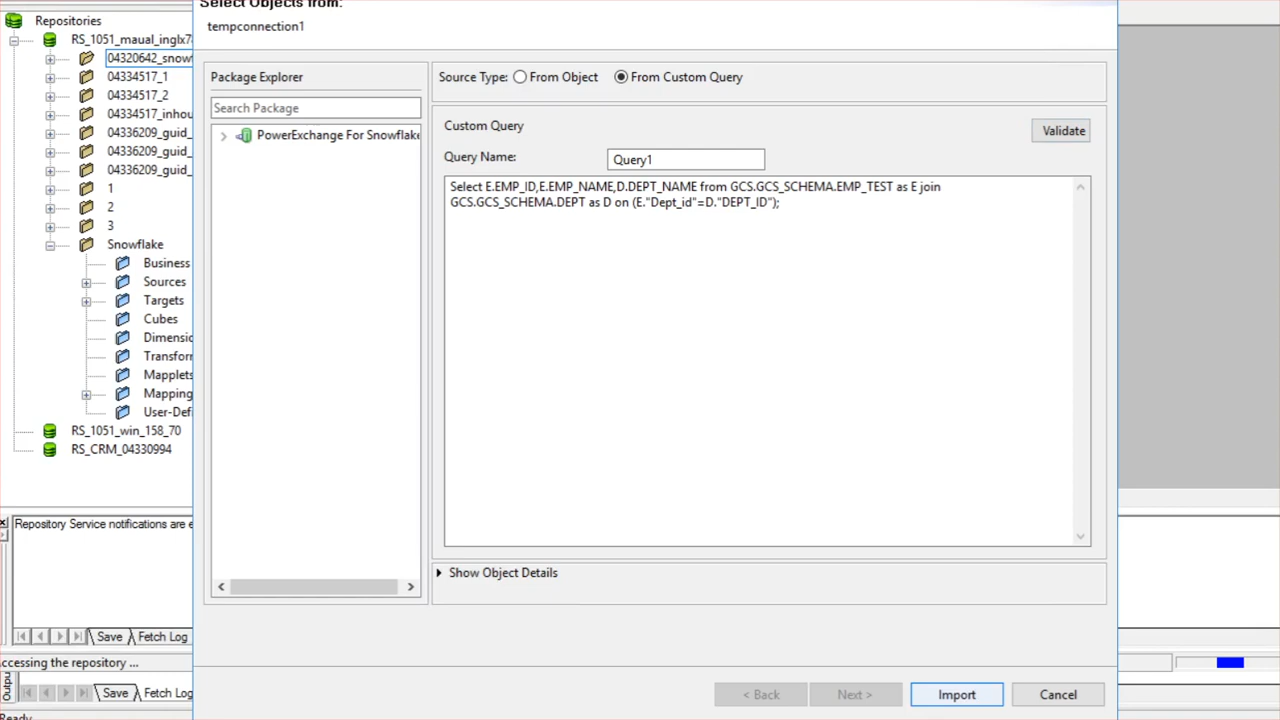 Select Objects from:
tempconnection1
Repositories
RS_1051_maual_inglx7
04320642_snow
04334517_1
04334517_2
04334517_inhou
04336209_guid_
04336209_guid_
04336209_guid_
1
2
3
Snowflake
Business
Sources
Targets
Cubes
Dimensio
Transfor
Mapplets
Mapping
User-Def
RS_1051_win_158_70
RS_CRM_04330994
Package Explorer
Search Package
PowerExchange For Snowflake
Source Type: From Object From Custom Query
Custom Query
Validate
Query Name: Query1
Select E.EMP_ID,E.EMP_NAME,D.DEPT_NAME from GCS.GCS_SCHEMA.EMP_TEST as E join
GCS.GCS_SCHEMA.DEPT as D on (E."Dept_id"=D."DEPT_ID");
Show Object Details
Repository Service notifications are e
Save Fetch Log
ccessing the repository ...
Outpu
Save Fetch Log
Ready
< Back Next > Import Cancel